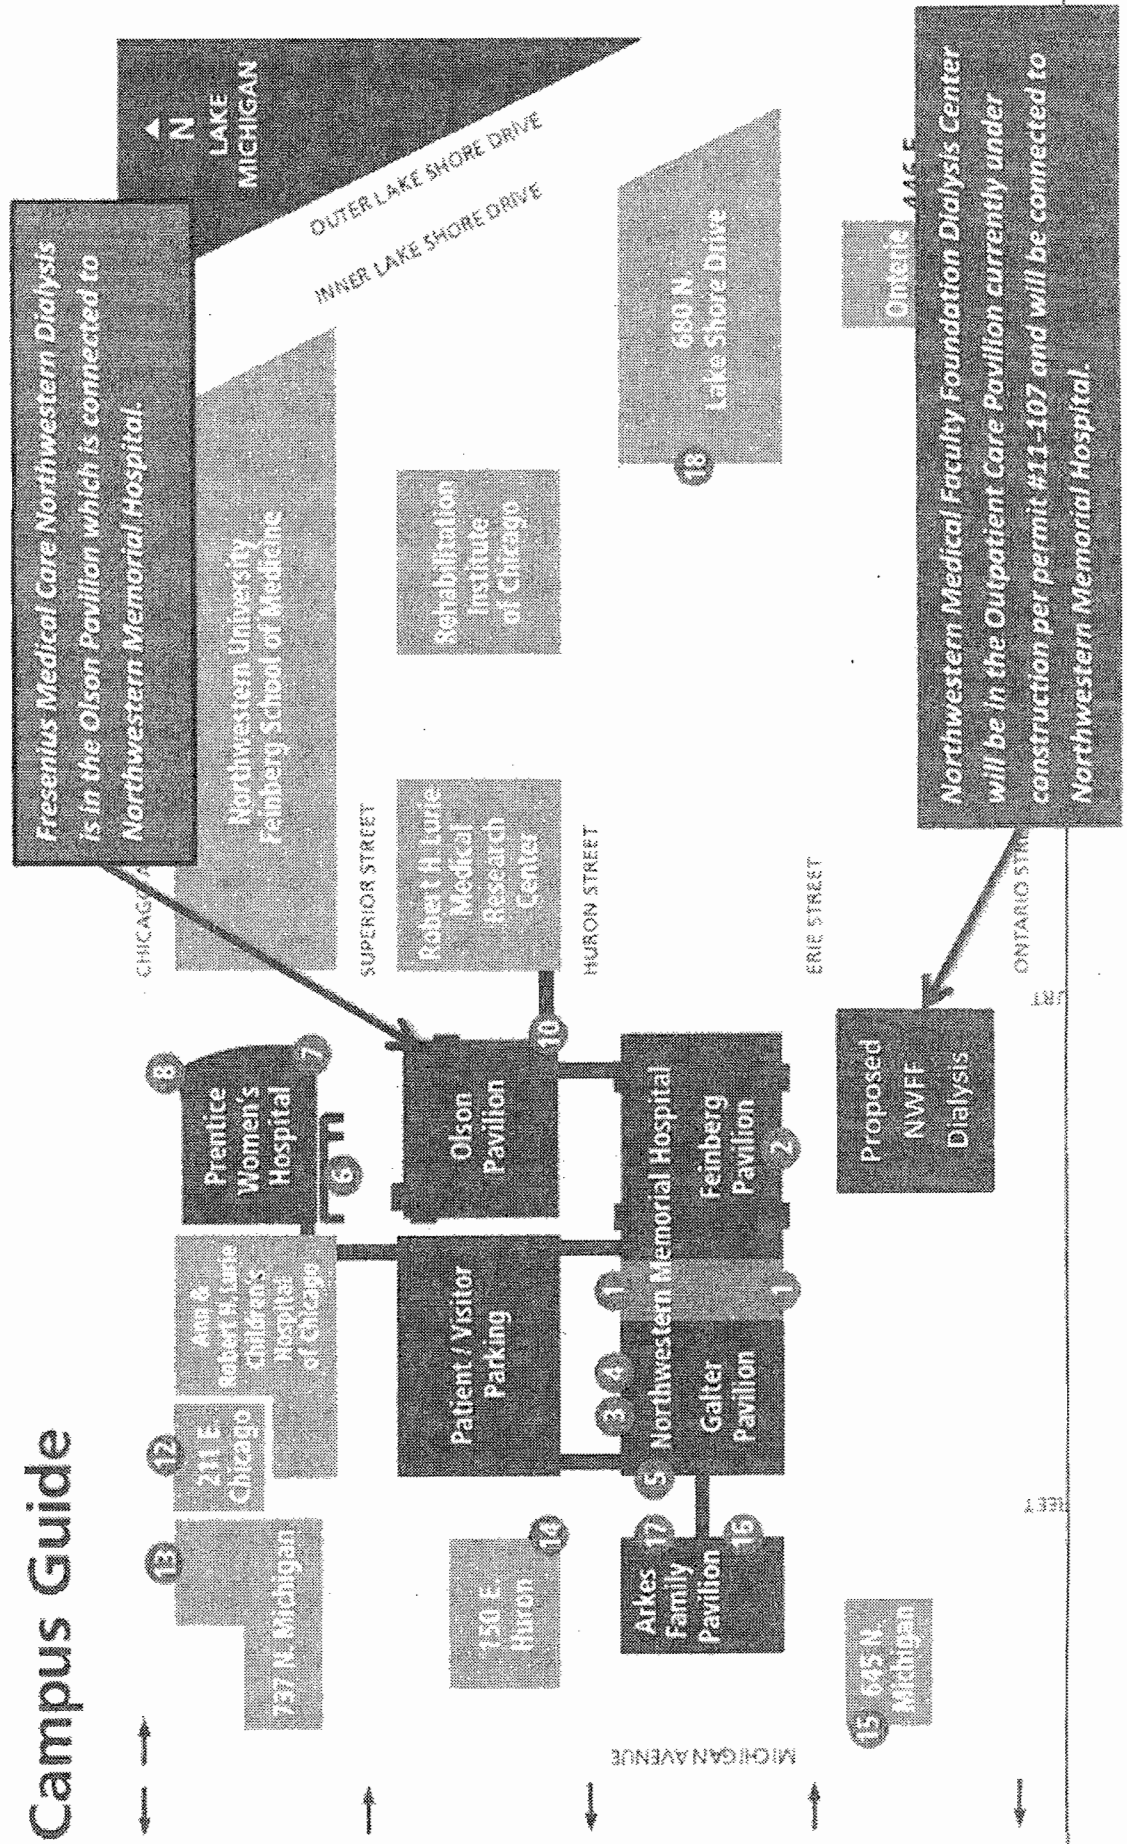 Campus Guide
Fresenius Medical Care Northwestern Dialysis
is in the Olson Pavilion which is connected to
Northwestern Memorial Hospital.
N
LAKE
MICHIGAN
OUTER LAKE SHORE DRIVE
INNER LAKE SHORE DRIVE
CHICAGO
13
12
8
737 N. Michigan
211 E.
Chicago
Ann &
Robert H. Lurie
Children's
Hospital
of Chicago
Prentice
Women's
Hospital
7
6
Northwestern University
Feinberg School of Medicine
SUPERIOR STREET
150 E.
Huron
14
Patient / Visitor
Parking
Olson
Pavilion
10
Robert H Lurie
Medical
Research
Center
Rehabilitation
Institute
of Chicago
HURON STREET
MICHIGAN AVENUE
Arkes
Family
Pavilion
17
16
5
3
4
1
Northwestern Memorial Hospital
Galter
Pavilion
Feinberg
Pavilion
1
2
18
680 N.
Lake Shore Drive
ERIE STREET
15
645 N.
Michigan
Proposed
NWFF
Dialysis
Onterie
ONTARIO STRE
REET
URT
Northwestern Medical Faculty Foundation Dialysis Center
will be in the Outpatient Care Pavilion currently under
construction per permit #11-107 and will be connected to
Northwestern Memorial Hospital.